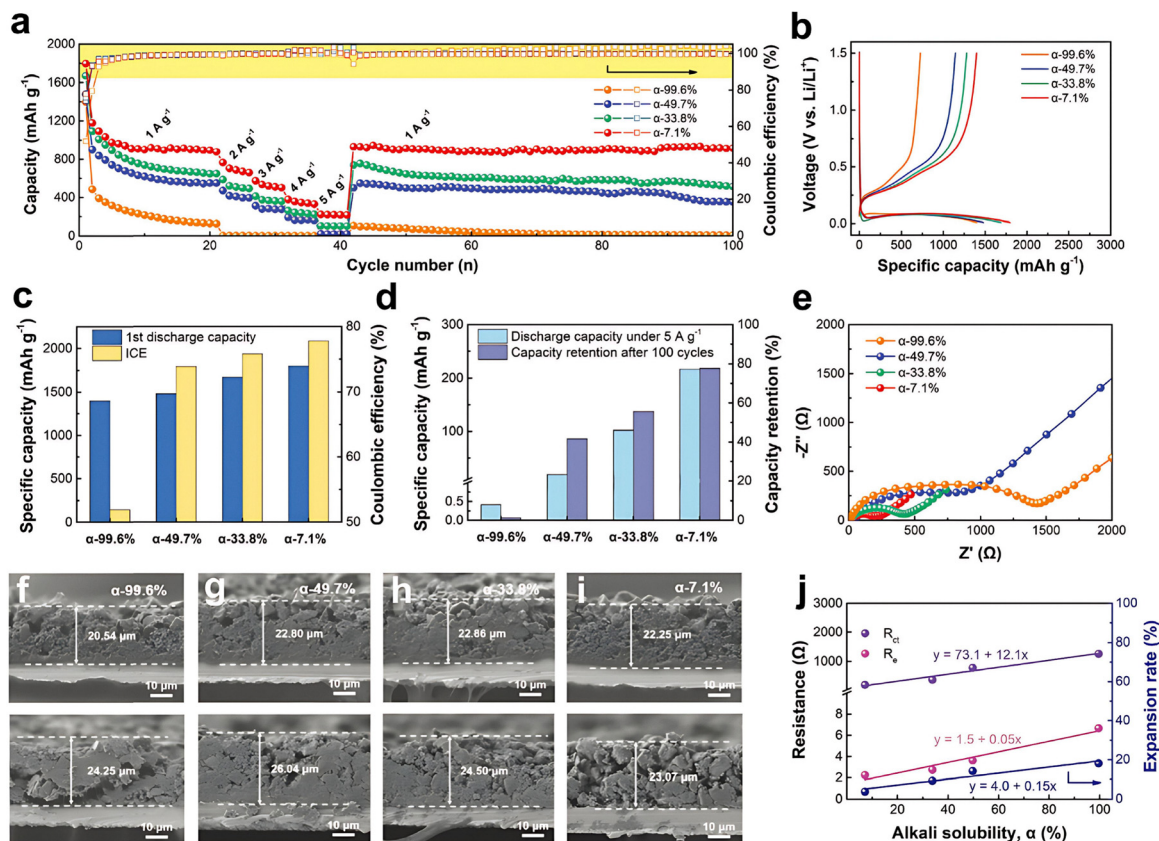 a
Capacity (mAh g⁻¹)
2000
1600
1200
800
400
0
1 A g⁻¹
2 A g⁻¹
3 A g⁻¹
4 A g⁻¹
5 A g⁻¹
1 A g⁻¹
α-99.6%
α-49.7%
α-33.8%
α-7.1%
100
80
60
40
20
0
Coulombic efficiency (%)
0 20 40 60 80 100
Cycle number (n)
b
Voltage (V vs. Li/Li⁺)
1.5
1.0
0.5
0.0
α-99.6%
α-49.7%
α-33.8%
α-7.1%
0 500 1000 1500 2000 2500 3000
Specific capacity (mAh g⁻¹)
c
Specific capacity (mAh g⁻¹)
2000
1750
1500
1250
1000
750
500
250
0
1st discharge capacity
ICE
80
70
60
50
Coulombic efficiency (%)
α-99.6% α-49.7% α-33.8% α-7.1%
d
Specific capacity (mAh g⁻¹)
300
200
100
0.5
0.0
Discharge capacity under 5 A g⁻¹
Capacity retention after 100 cycles
100
80
60
40
20
0
Capacity retention (%)
α-99.6% α-49.7% α-33.8% α-7.1%
e
-Z'' (Ω)
2000
1500
1000
500
0
α-99.6%
α-49.7%
α-33.8%
α-7.1%
0 500 1000 1500 2000
Z' (Ω)
f
α-99.6%
20.54 μm
10 μm
24.25 μm
10 μm
g
α-49.7%
22.80 μm
10 μm
26.04 μm
10 μm
h
α-33.8%
22.86 μm
10 μm
24.50 μm
10 μm
i
α-7.1%
22.25 μm
10 μm
23.07 μm
10 μm
j
Resistance (Ω)
3000
2000
1000
8
6
4
2
0
R_ct
R_e
y = 73.1 + 12.1x
y = 1.5 + 0.05x
y = 4.0 + 0.15x
100
80
60
40
20
0
Expansion rate (%)
20 40 60 80 100
Alkali solubility, α (%)